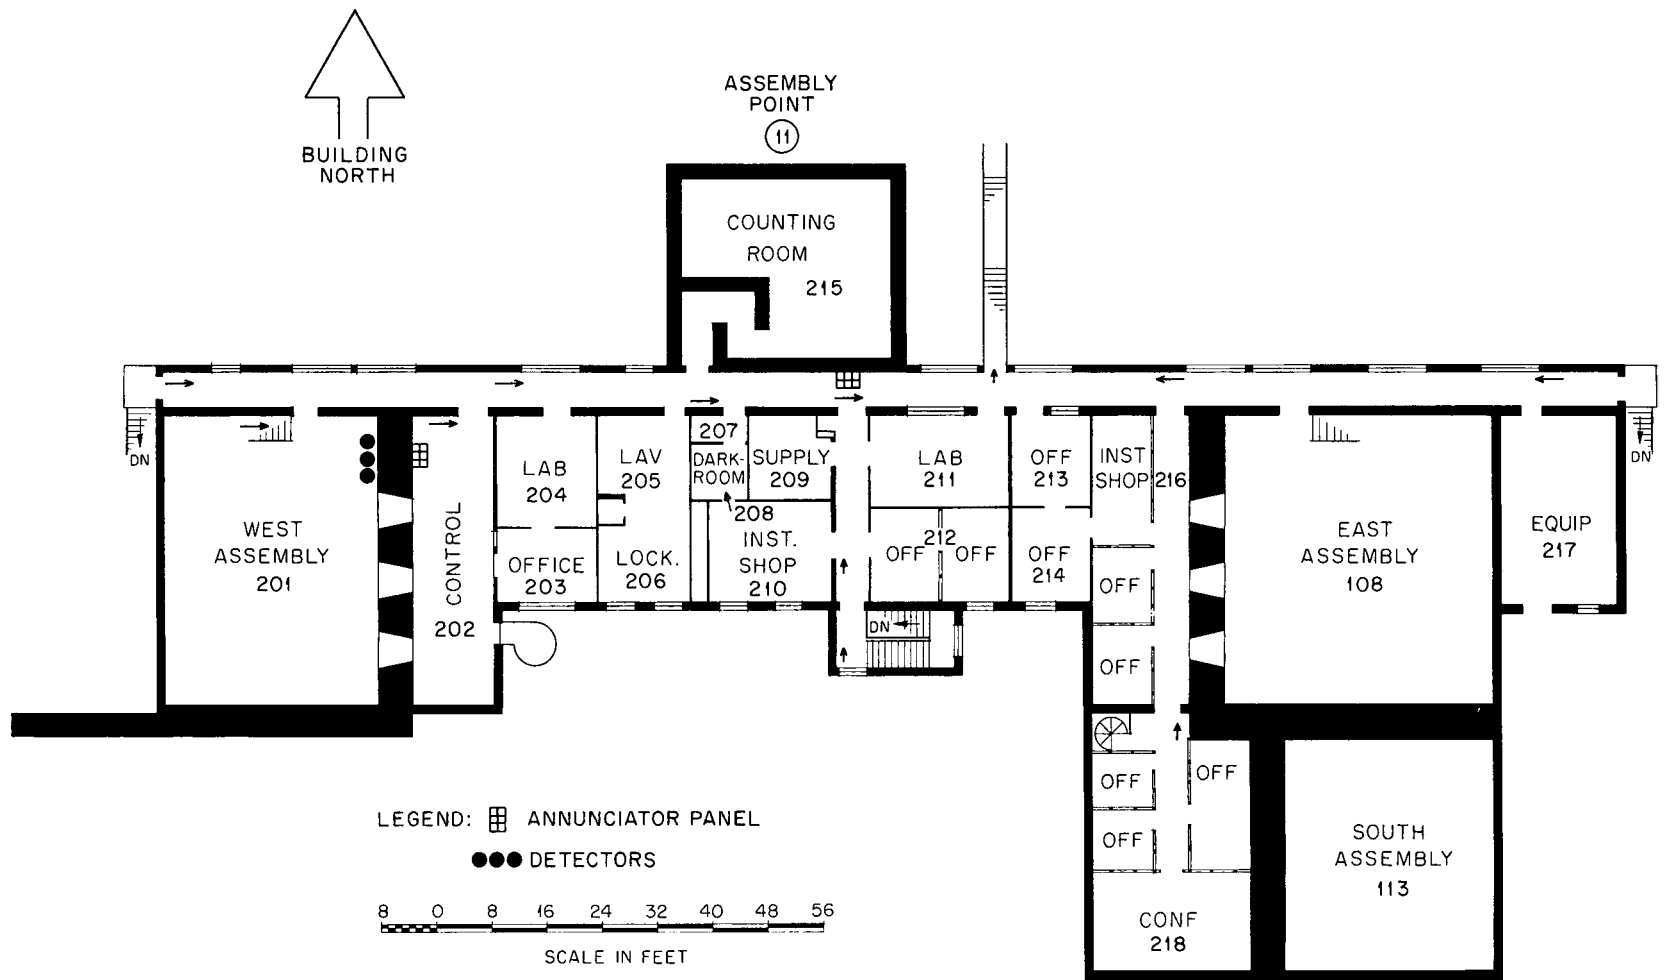 ASSEMBLY
POINT
11
BUILDING
NORTH
COUNTING
ROOM
215
DN
DN
WEST
ASSEMBLY
201
CONTROL
202
LAB
204
OFFICE
203
LAV
205
LOCK.
206
207
DARK-
ROOM
208
SUPPLY
209
INST.
SHOP
210
DN
LAB
211
212
OFF
OFF
OFF
213
OFF
214
INST
SHOP
216
OFF
OFF
EAST
ASSEMBLY
108
EQUIP
217
OFF
OFF
OFF
CONF
218
SOUTH
ASSEMBLY
113
LEGEND: ANNUNCIATOR PANEL
DETECTORS
8 0 8 16 24 32 40 48 56
SCALE IN FEET